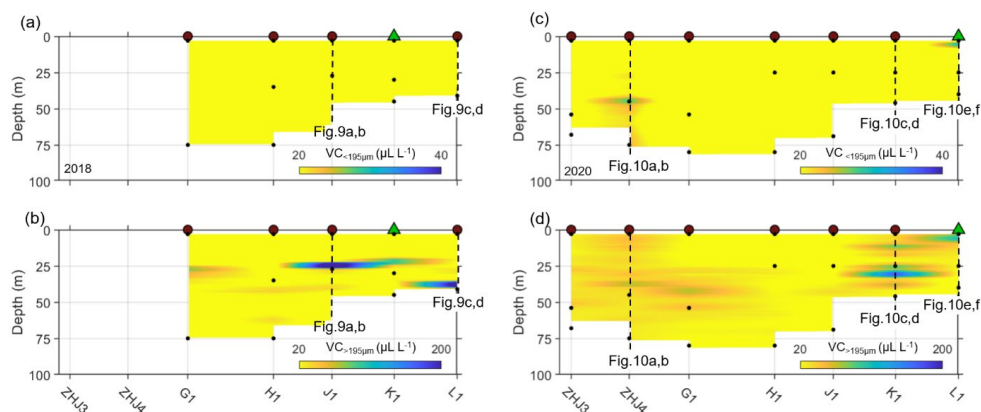 (a)
0
25
50
75
100
Depth (m)
2018
Fig.9a,b
Fig.9c,d
20 VC<195μm (μL L-1) 40
(c)
0
25
50
75
100
Depth (m)
2020
Fig.10a,b
Fig.10c,d
Fig.10e,f
20 VC<195μm (μL L-1) 40
(b)
0
25
50
75
100
Depth (m)
Fig.9a,b
Fig.9c,d
20 VC>195μm (μL L-1) 200
ZHJ3 ZHJ4 G1 H1 J1 K1 L1
(d)
0
25
50
75
100
Depth (m)
Fig.10a,b
Fig.10c,d
Fig.10e,f
20 VC>195μm (μL L-1) 200
ZHJ3 ZHJ4 G1 H1 J1 K1 L1